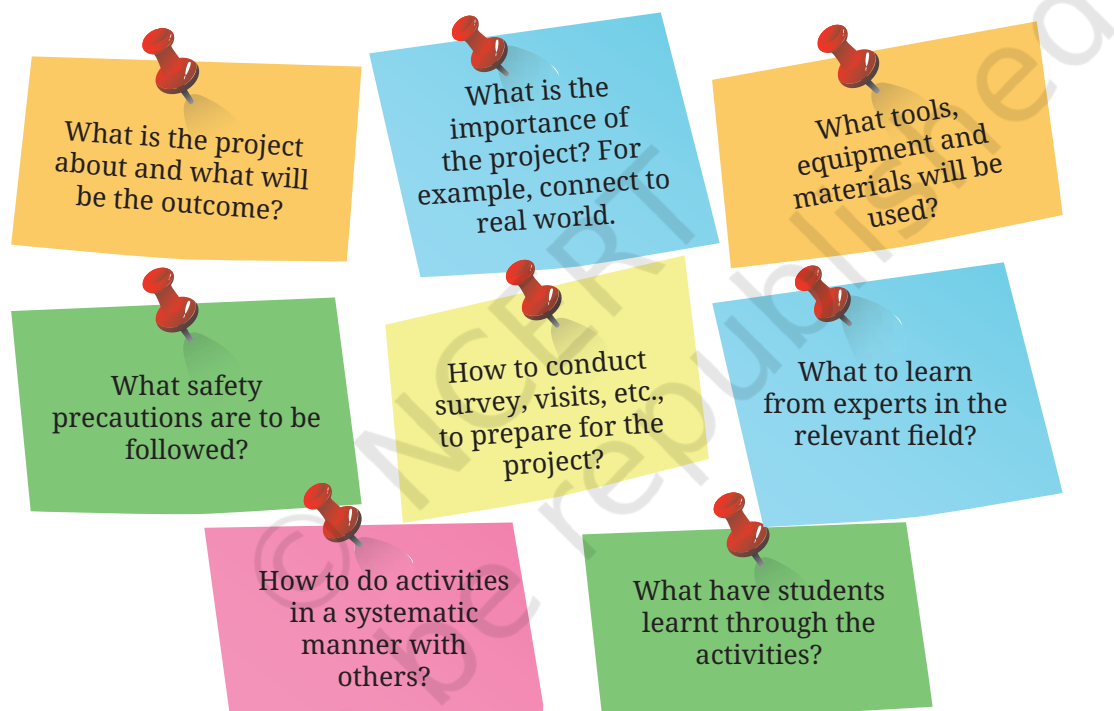 What is the project
about and what will
be the outcome?
What is the
importance of
the project? For
example, connect to
real world.
What tools,
equipment and
materials will be
used?
What safety
precautions are to be
followed?
How to conduct
survey, visits, etc.,
to prepare for the
project?
What to learn
from experts in the
relevant field?
How to do activities
in a systematic
manner with
others?
What have students
learnt through the
activities?
© NCERT
be republished